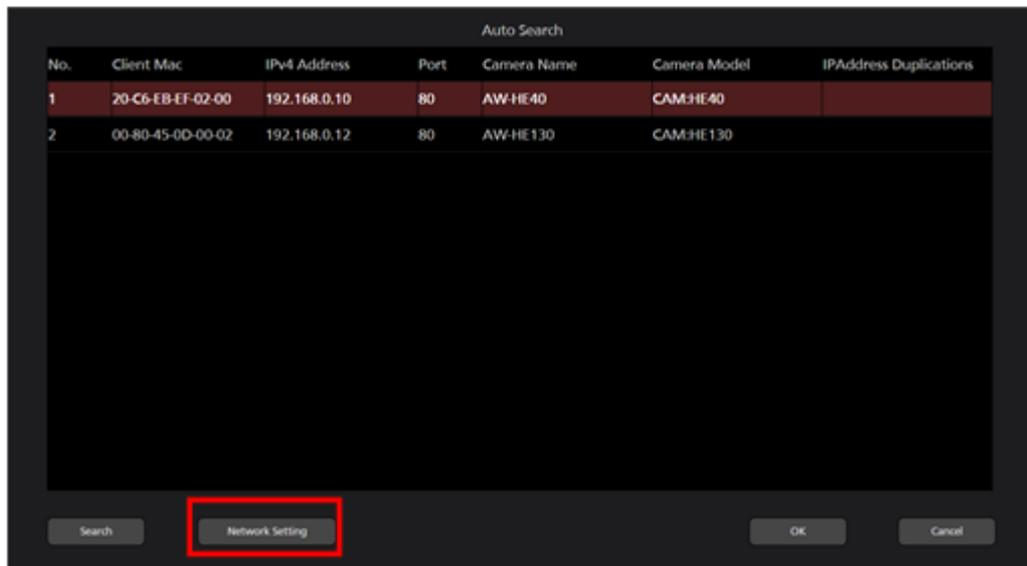 Auto Search
No. Client Mac IPv4 Address Port Camera Name Camera Model IPAddress Duplications
1 20-C6-EB-EF-02-00 192.168.0.10 80 AW-HE40 CAM:HE40
2 00-80-45-0D-00-02 192.168.0.12 80 AW-HE130 CAM:HE130
Search Network Setting OK Cancel